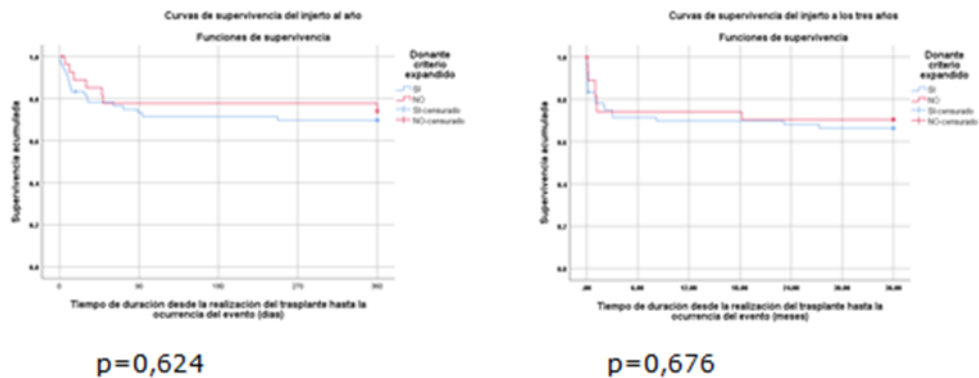 Curvas de supervivencia del injerto al año
Funciones de supervivencia
Donante
criterio
expandido
SI
NO
SI-censurado
NO-censurado
Supervivencia acumulada
1,0
0,8
0,6
0,4
0,2
0,0
0
90
180
270
360
Tiempo de duración desde la realización del trasplante hasta la
ocurrencia del evento (dias)
p=0,624
Curvas de supervivencia del injerto a los tres años
Funciones de supervivencia
Donante
criterio
expandido
SI
NO
SI-censurado
NO-censurado
Supervivencia acumulada
1,0
0,8
0,6
0,4
0,2
0,0
,00
6,00
12,00
18,00
24,00
30,00
36,00
Tiempo de duración desde la realización del trasplante hasta la
ocurrencia del evento (meses)
p=0,676